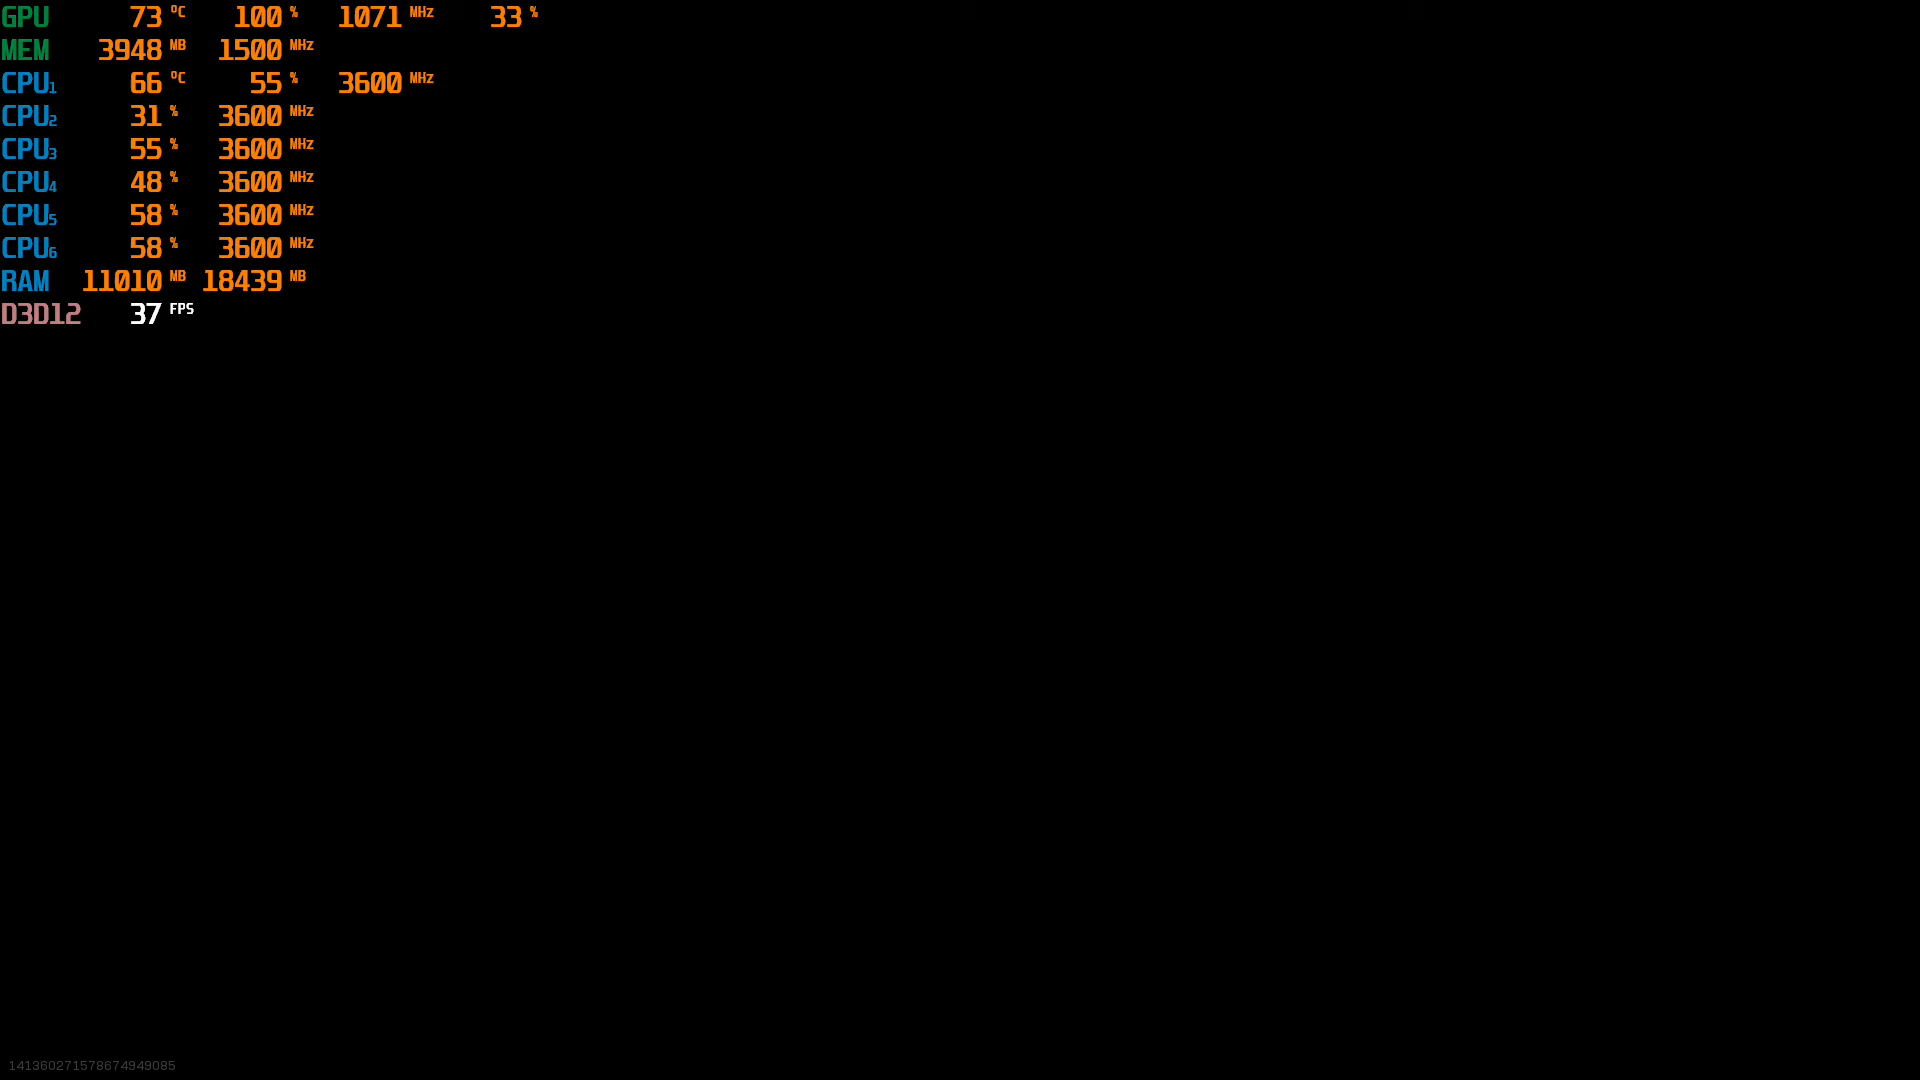 GPU 73 °C 100 % 1071 MHz 33 %
MEM 3948 MB 1500 MHz
CPU1 66 °C 55 % 3600 MHz
CPU2 31 % 3600 MHz
CPU3 55 % 3600 MHz
CPU4 48 % 3600 MHz
CPU5 58 % 3600 MHz
CPU6 58 % 3600 MHz
RAM 11010 MB 18439 MB
D3D12 37 FPS
141360271578674949085